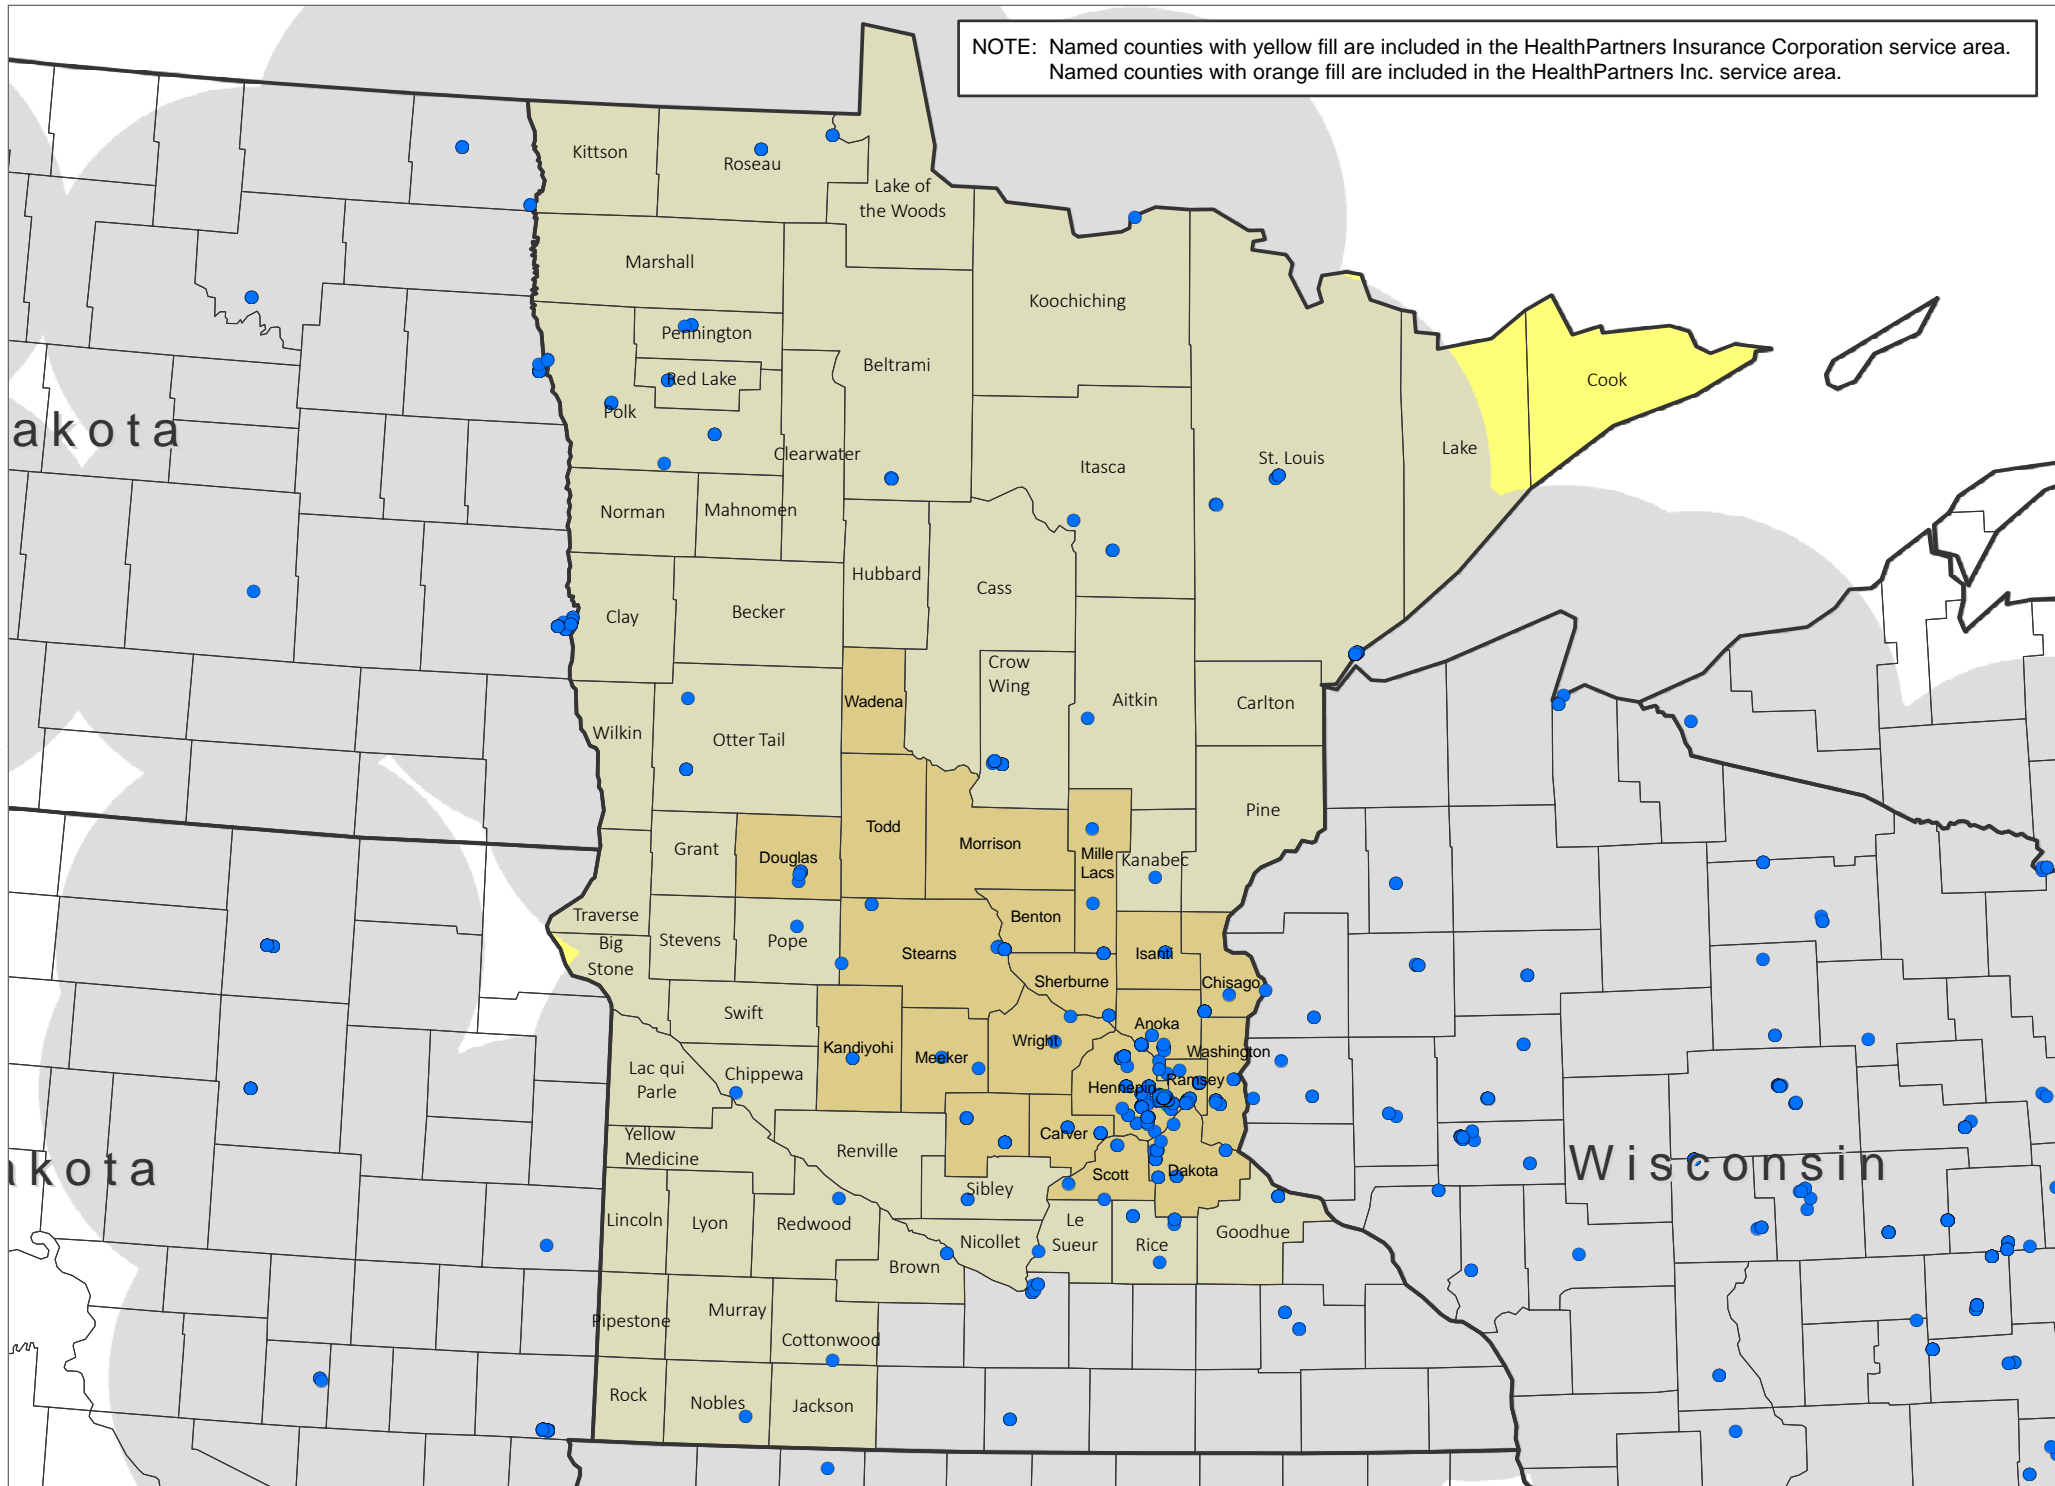 NOTE: Named counties with yellow fill are included in the HealthPartners Insurance Corporation service area.
Named counties with orange fill are included in the HealthPartners Inc. service area.
Kittson
Roseau
Lake of
the Woods
Marshall
Koochiching
Pennington
Beltrami
Red Lake
Cook
Polk
akota
Clearwater
Lake
St. Louis
Itasca
Norman
Mahnomen
Hubbard
Cass
Clay
Becker
Crow
Wing
Wadena
Aitkin
Carlton
Wilkin
Otter Tail
Pine
Todd
Morrison
Grant
Douglas
Mille
Lacs
Kanabec
Traverse
Benton
Big
Stone
Stevens
Pope
Stearns
Isanti
Sherburne
Chisago
Swift
Anoka
Wright
Kandiyohi
Meeker
Washington
Lac qui
Parle
Chippewa
Hennepin
Ramsey
Yellow
Medicine
Renville
Carver
akota
Scott
Dakota
Wisconsin
Sibley
Lincoln
Lyon
Redwood
Le
Sueur
Rice
Goodhue
Nicollet
Brown
Pipestone
Murray
Cottonwood
Rock
Nobles
Jackson